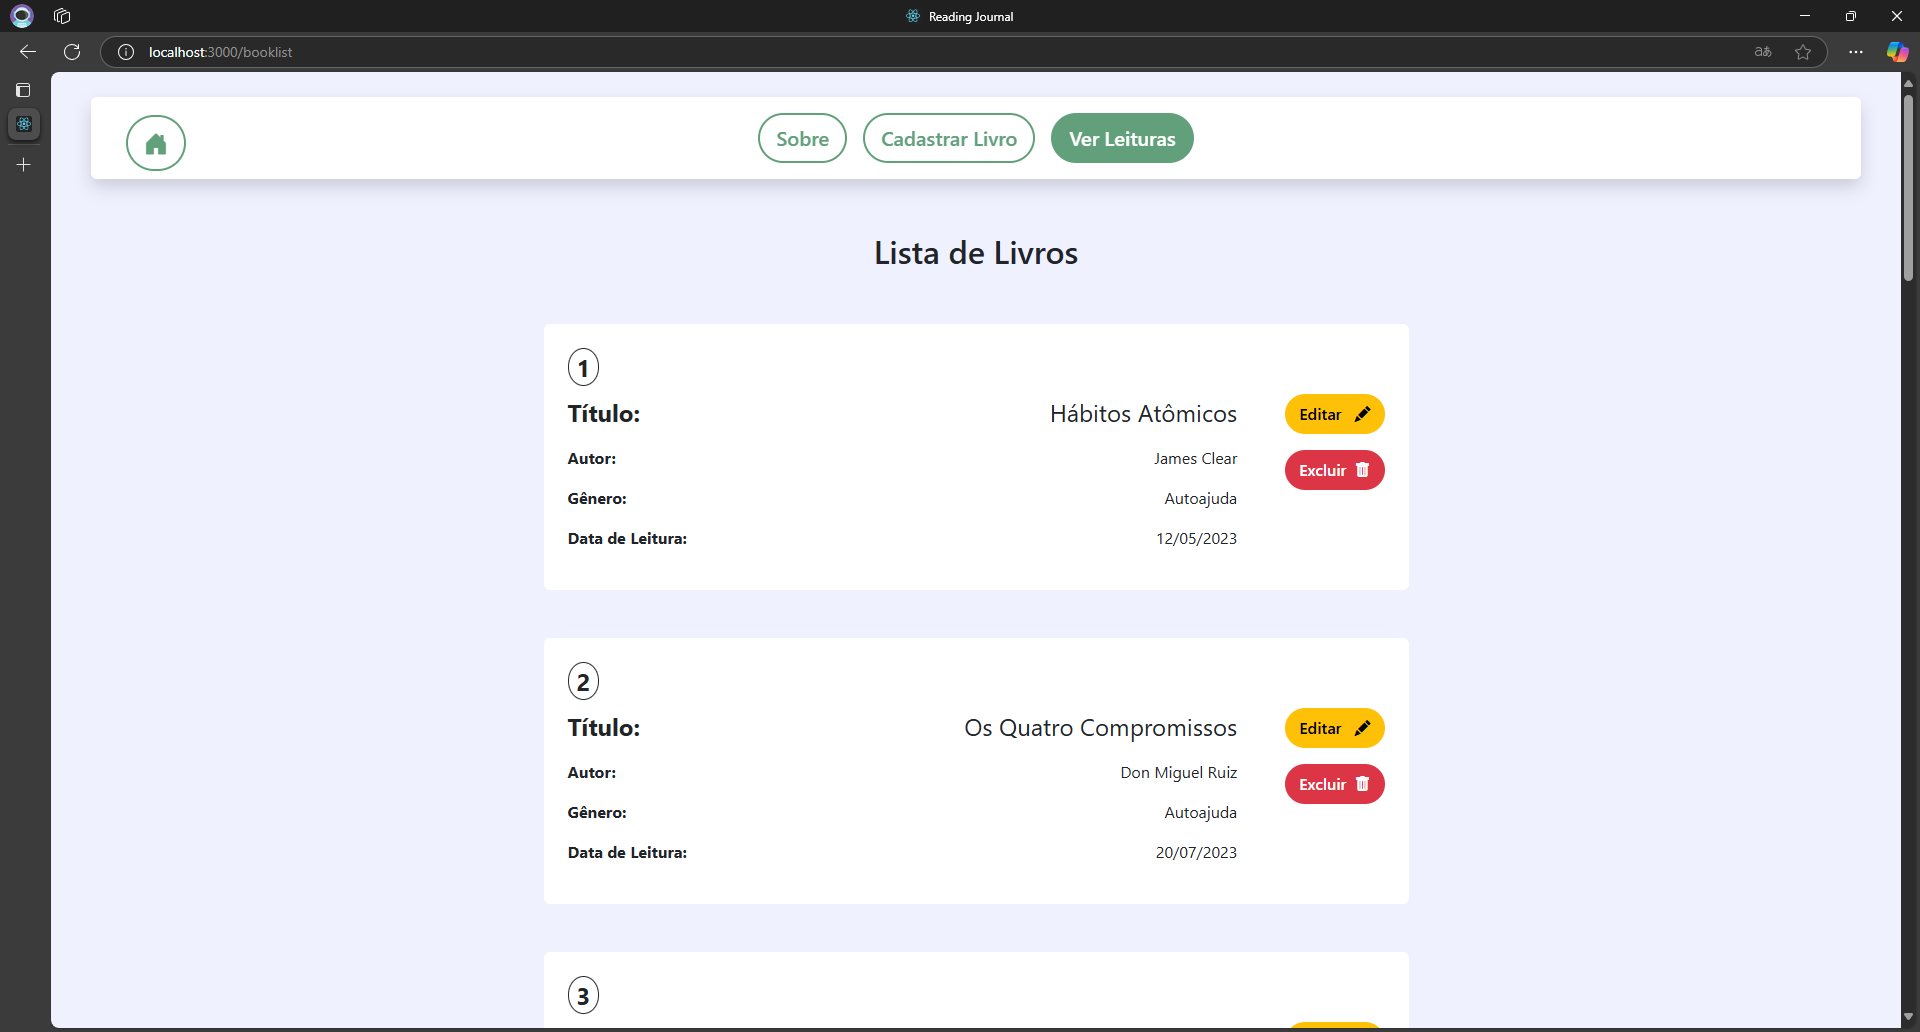 Reading Journal
localhost:3000/booklist
aあ
Sobre Cadastrar Livro Ver Leituras
Lista de Livros
1
Título: Hábitos Atômicos Editar
Autor: James Clear
Excluir
Gênero: Autoajuda
Data de Leitura: 12/05/2023
2
Título: Os Quatro Compromissos Editar
Autor: Don Miguel Ruiz
Excluir
Gênero: Autoajuda
Data de Leitura: 20/07/2023
3